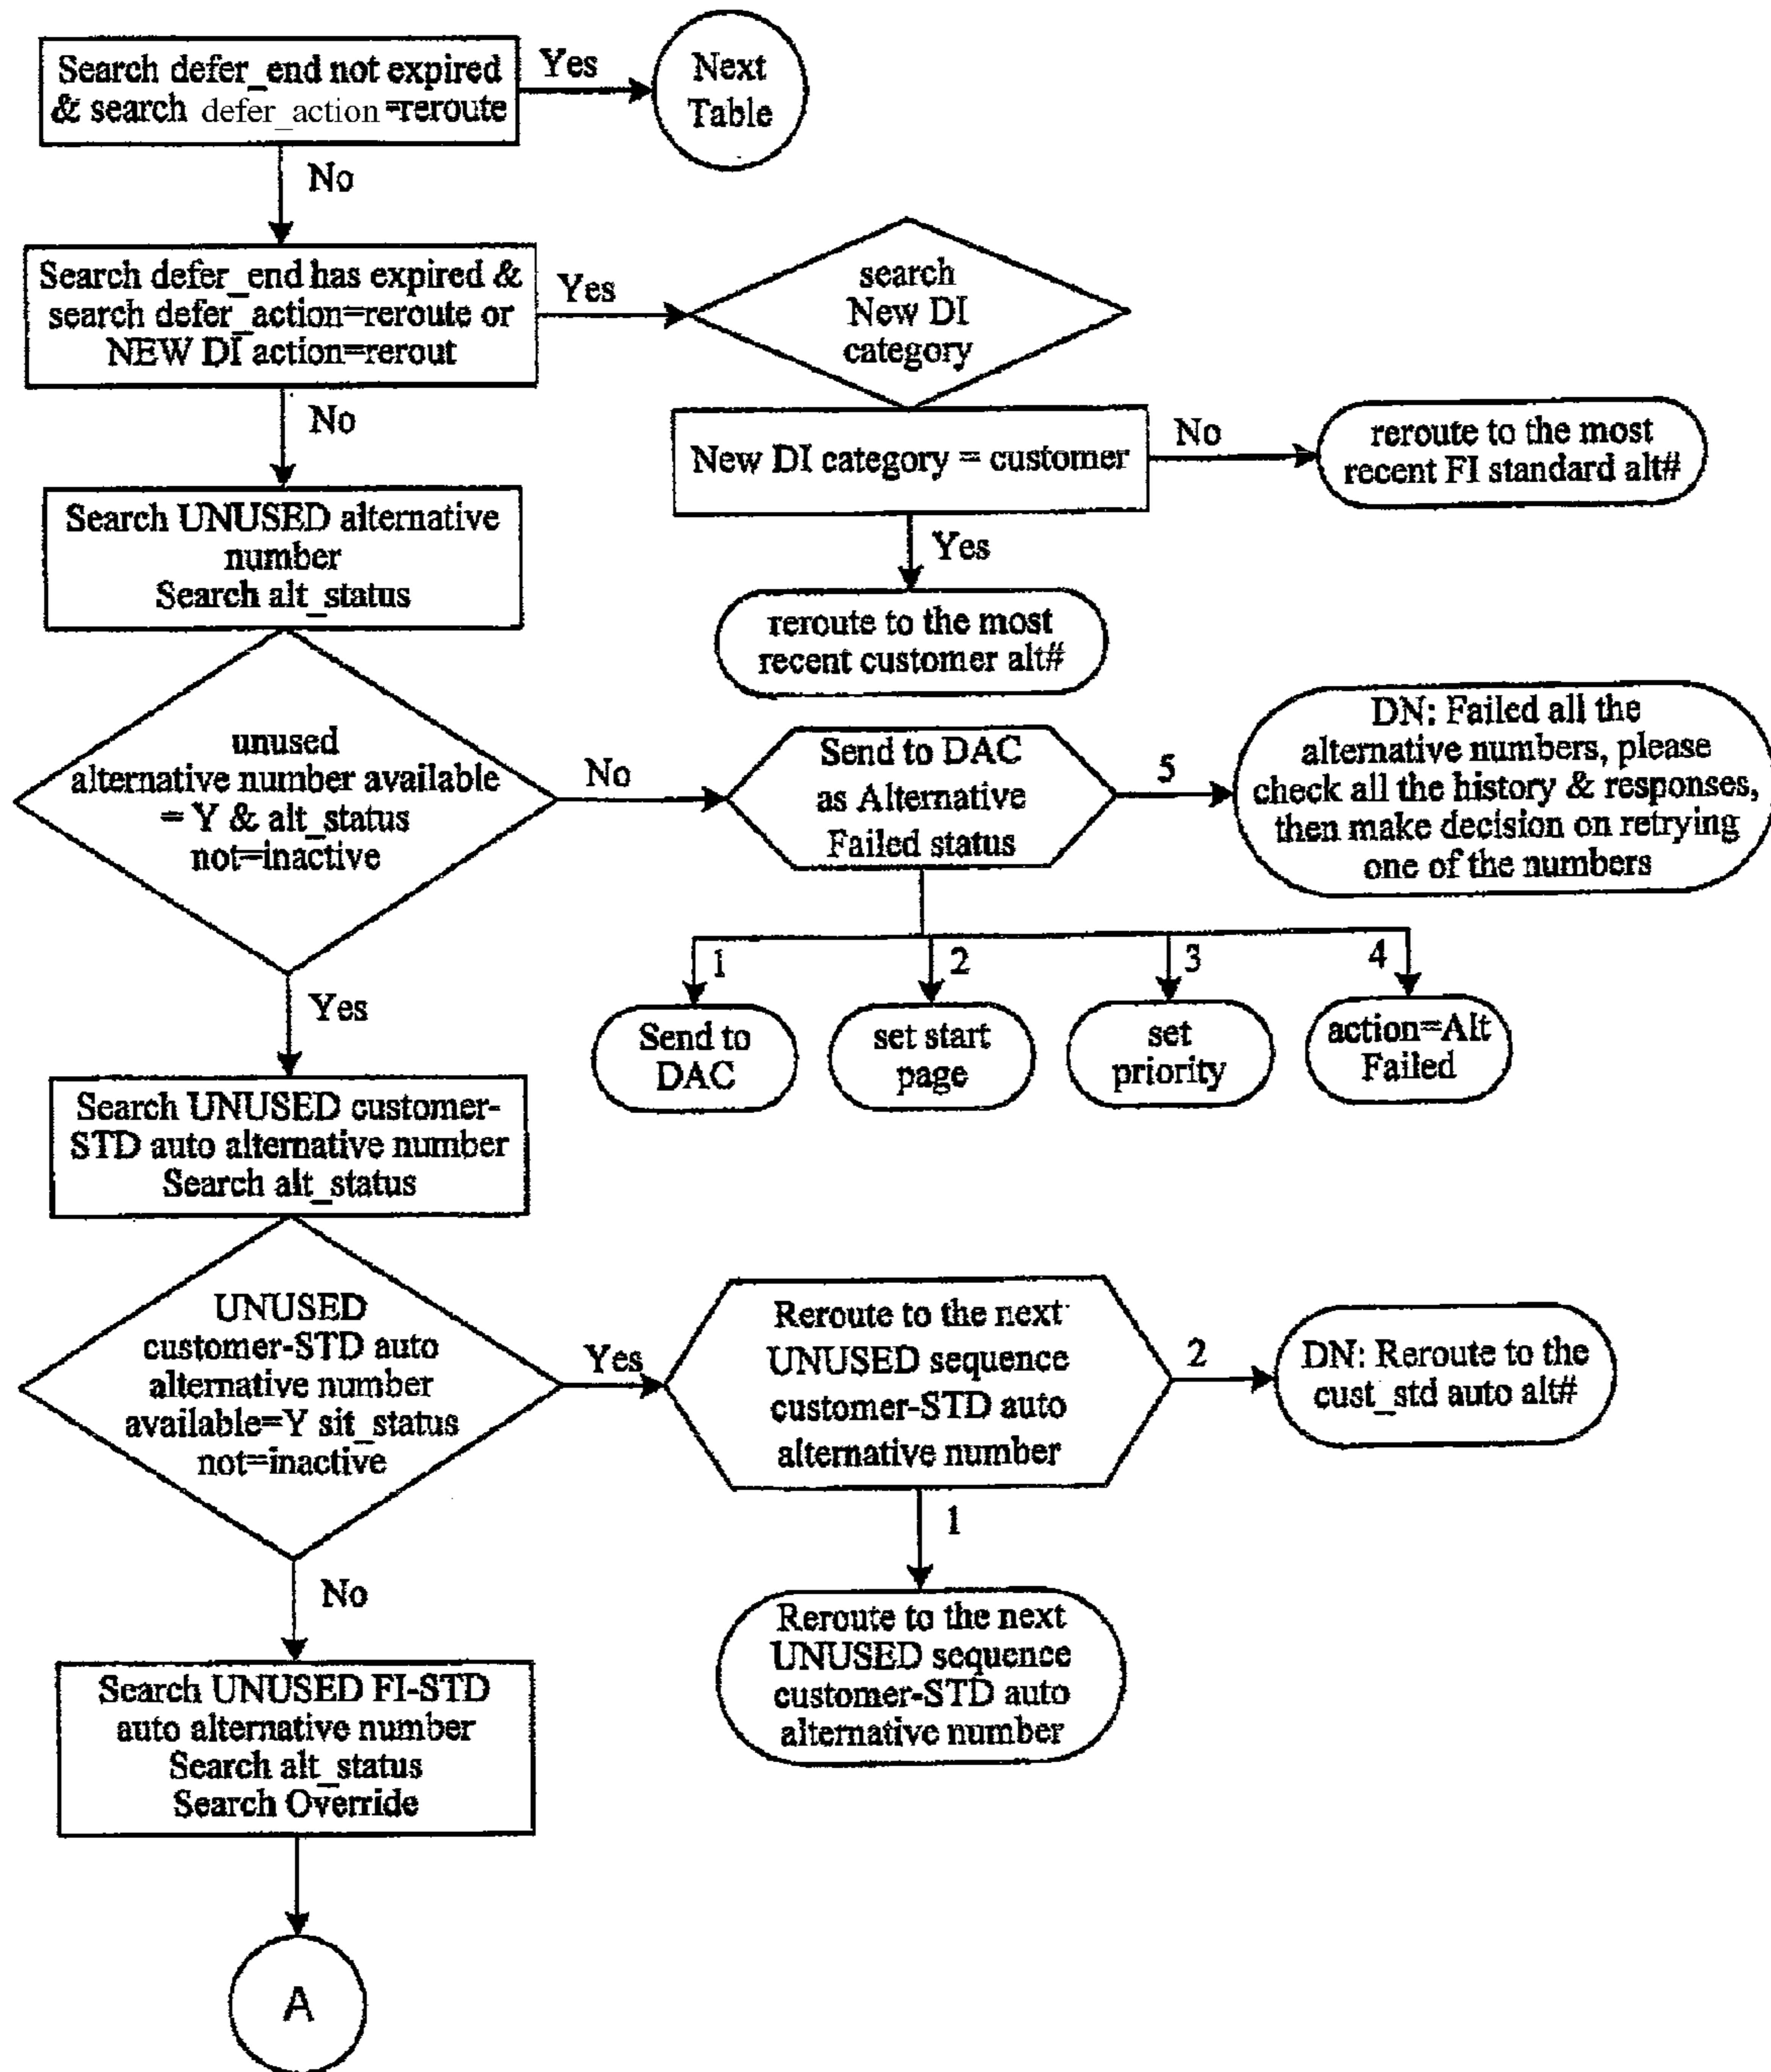 Search defer_end not expired
& search defer_action=reroute
Yes
Next
Table
No
Search defer_end has expired &
search defer_action=reroute or
NEW DI action=rerout
Yes
search
New DI
category
No
New DI category = customer
No
reroute to the most
recent FI standard alt#
Yes
reroute to the most
recent customer alt#
Search UNUSED alternative
number
Search alt_status
unused
alternative number available
= Y & alt_status
not=inactive
No
Send to DAC
as Alternative
Failed status
5
DN: Failed all the
alternative numbers, please
check all the history & responses,
then make decision on retrying
one of the numbers
1
2
3
4
Send to
DAC
set start
page
set
priority
action=Alt
Failed
Yes
Search UNUSED customer-
STD auto alternative number
Search alt_status
UNUSED
customer-STD auto
alternative number
available=Y sit_status
not=inactive
Yes
Reroute to the next
UNUSED sequence
customer-STD auto
alternative number
2
DN: Reroute to the
cust_std auto alt#
1
Reroute to the next
UNUSED sequence
customer-STD auto
alternative number
No
Search UNUSED FI-STD
auto alternative number
Search alt_status
Search Override
A